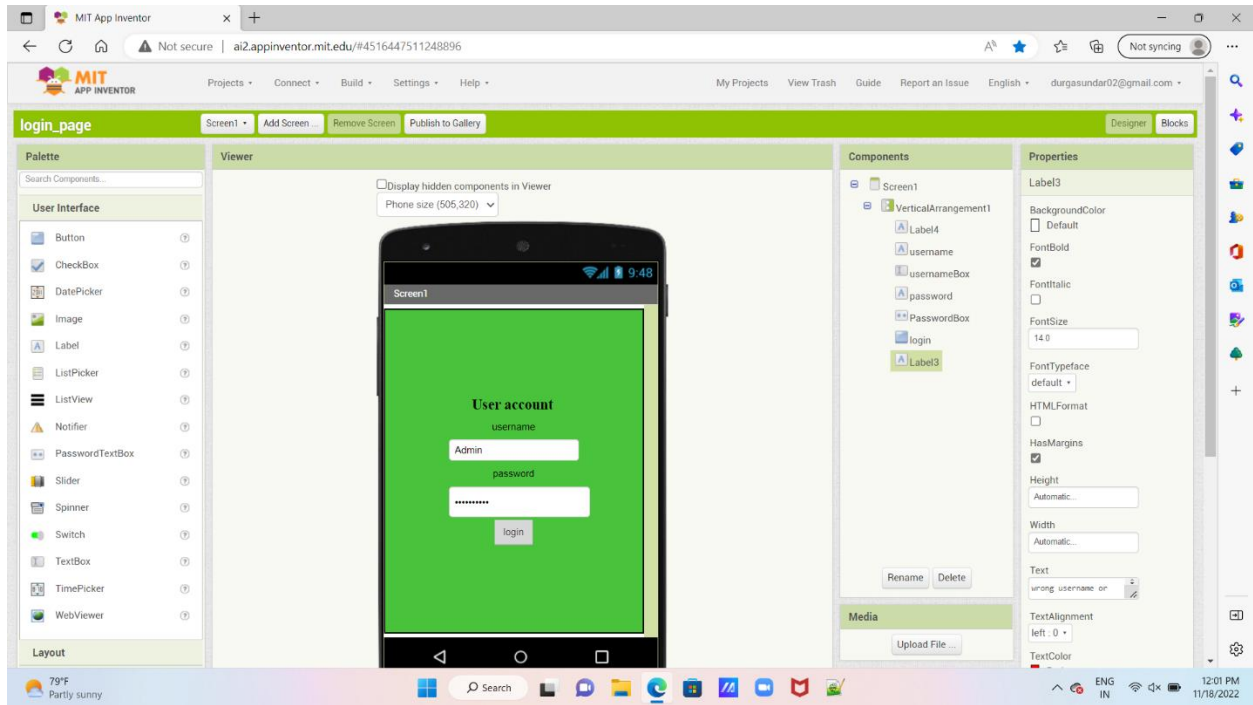 MIT App Inventor
Not secure | ai2.appinventor.mit.edu/#4516447511248896
Not syncing
MIT
APP INVENTOR
Projects Connect Build Settings Help
My Projects View Trash Guide Report an Issue English durgasundar02@gmail.com
login_page
Screen1 Add Screen ... Remove Screen Publish to Gallery
Designer Blocks
Palette
Search Components...
User Interface
Button
CheckBox
DatePicker
Image
Label
ListPicker
ListView
Notifier
PasswordTextBox
Slider
Spinner
Switch
TextBox
TimePicker
WebViewer
Layout
Viewer
Display hidden components in Viewer
Phone size (505,320)
9:48
Screen1
User account
username
Admin
password
••••••••••
login
Components
Screen1
VerticalArrangement1
Label4
username
usernameBox
password
PasswordBox
login
Label3
Rename Delete
Media
Upload File ...
Properties
Label3
BackgroundColor
Default
FontBold
FontItalic
FontSize
14.0
FontTypeface
default
HTMLFormat
HasMargins
Height
Automatic...
Width
Automatic...
Text
wrong username or
TextAlignment
left : 0
TextColor
79°F
Partly sunny
Search
ENG
IN
12:01 PM
11/18/2022